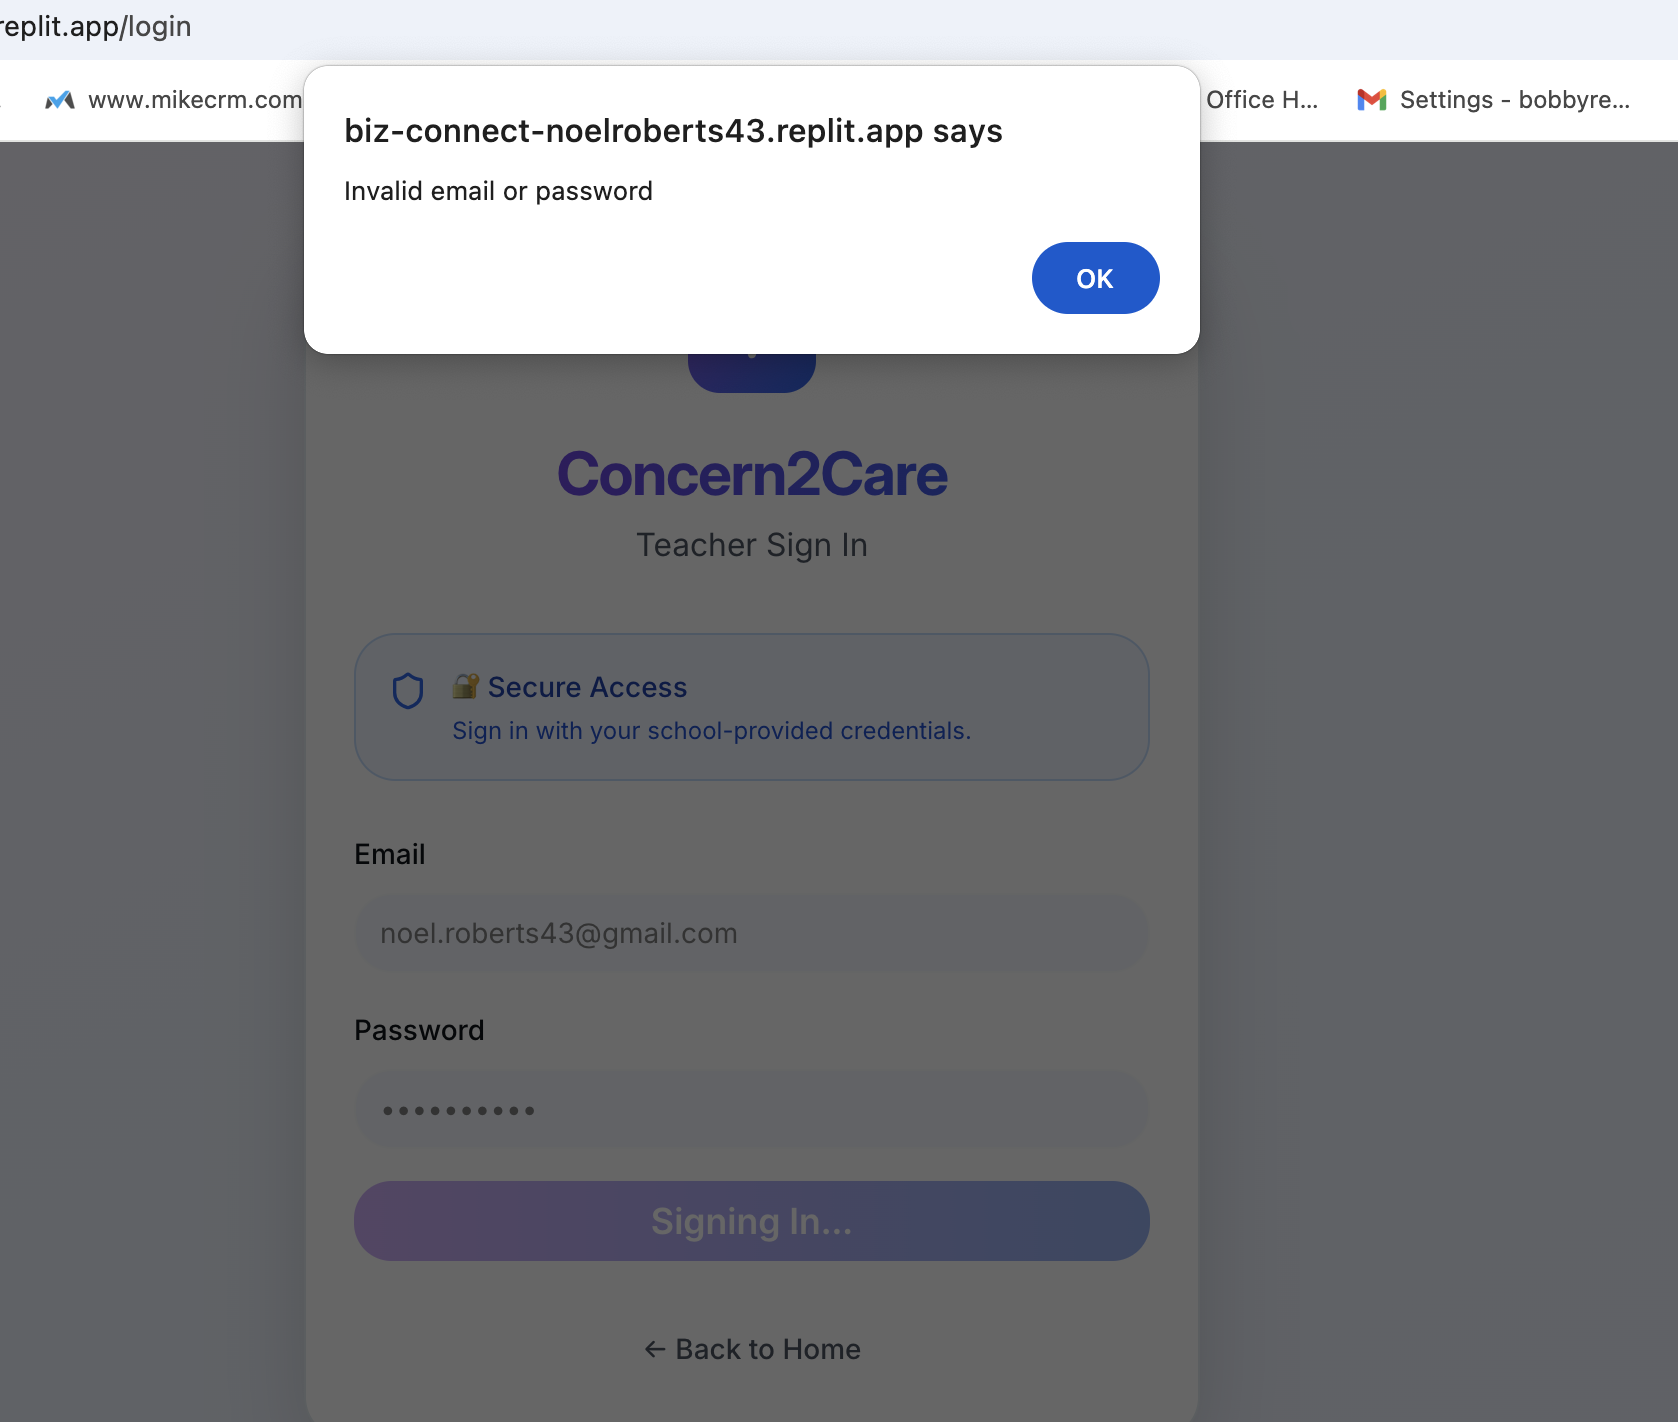 replit.app/login
www.mikecrm.com
Office H...
Settings - bobbyre...
biz-connect-noelroberts43.replit.app says
Invalid email or password
OK
Concern2Care
Teacher Sign In
🔐 Secure Access
Sign in with your school-provided credentials.
Email
noel.roberts43@gmail.com
Password
••••••••••
Signing In...
← Back to Home